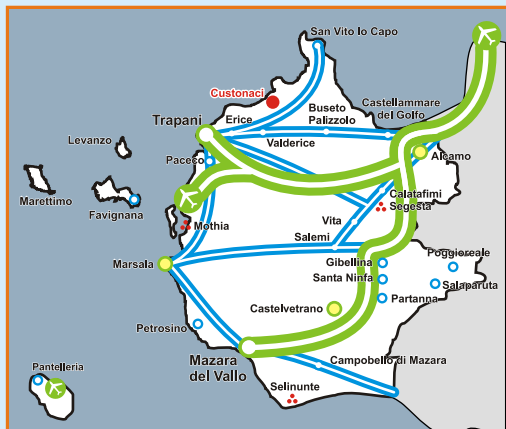 San Vito lo Capo
Custonaci
Erice
Buseto
Palizzolo
Castellammare
del Golfo
Trapani
Valderice
Levanzo
Paceco
Alcamo
Marettimo
Favignana
Calatafimi
Segesta
Mothia
Vita
Salemi
Marsala
Gibellina
Poggioreale
Santa Ninfa
Salaparuta
Partanna
Castelvetrano
Petrosino
Mazara
del Vallo
Campobello di Mazara
Pantelleria
Selinunte